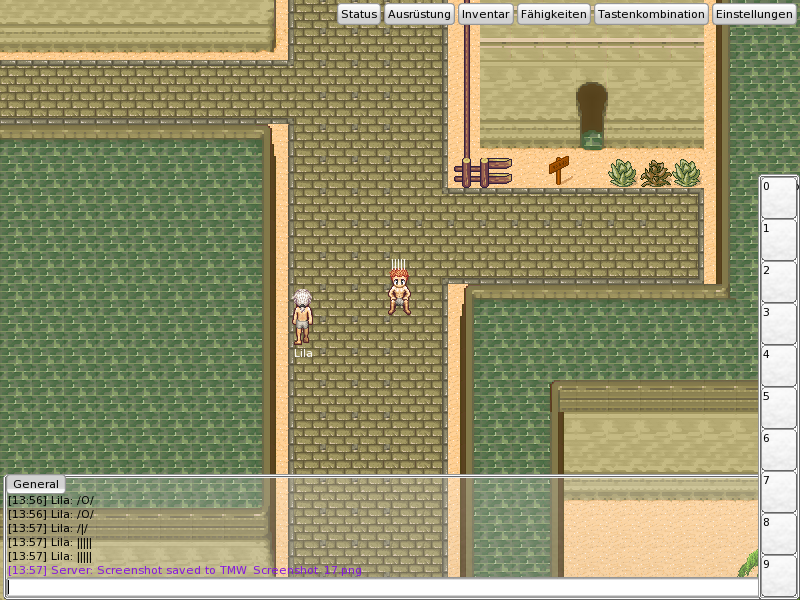 Status Ausrüstung Inventar Fähigkeiten Tastenkombination Einstellungen
0
1
2
3
Lila
4
5
6
7
8
9
General
[13:56] Lila: /O/
[13:56] Lila: /O/
[13:57] Lila: /|/
[13:57] Lila: |||||
[13:57] Lila: |||||
[13:57] Server: Screenshot saved to TMW_Screenshot_17.png